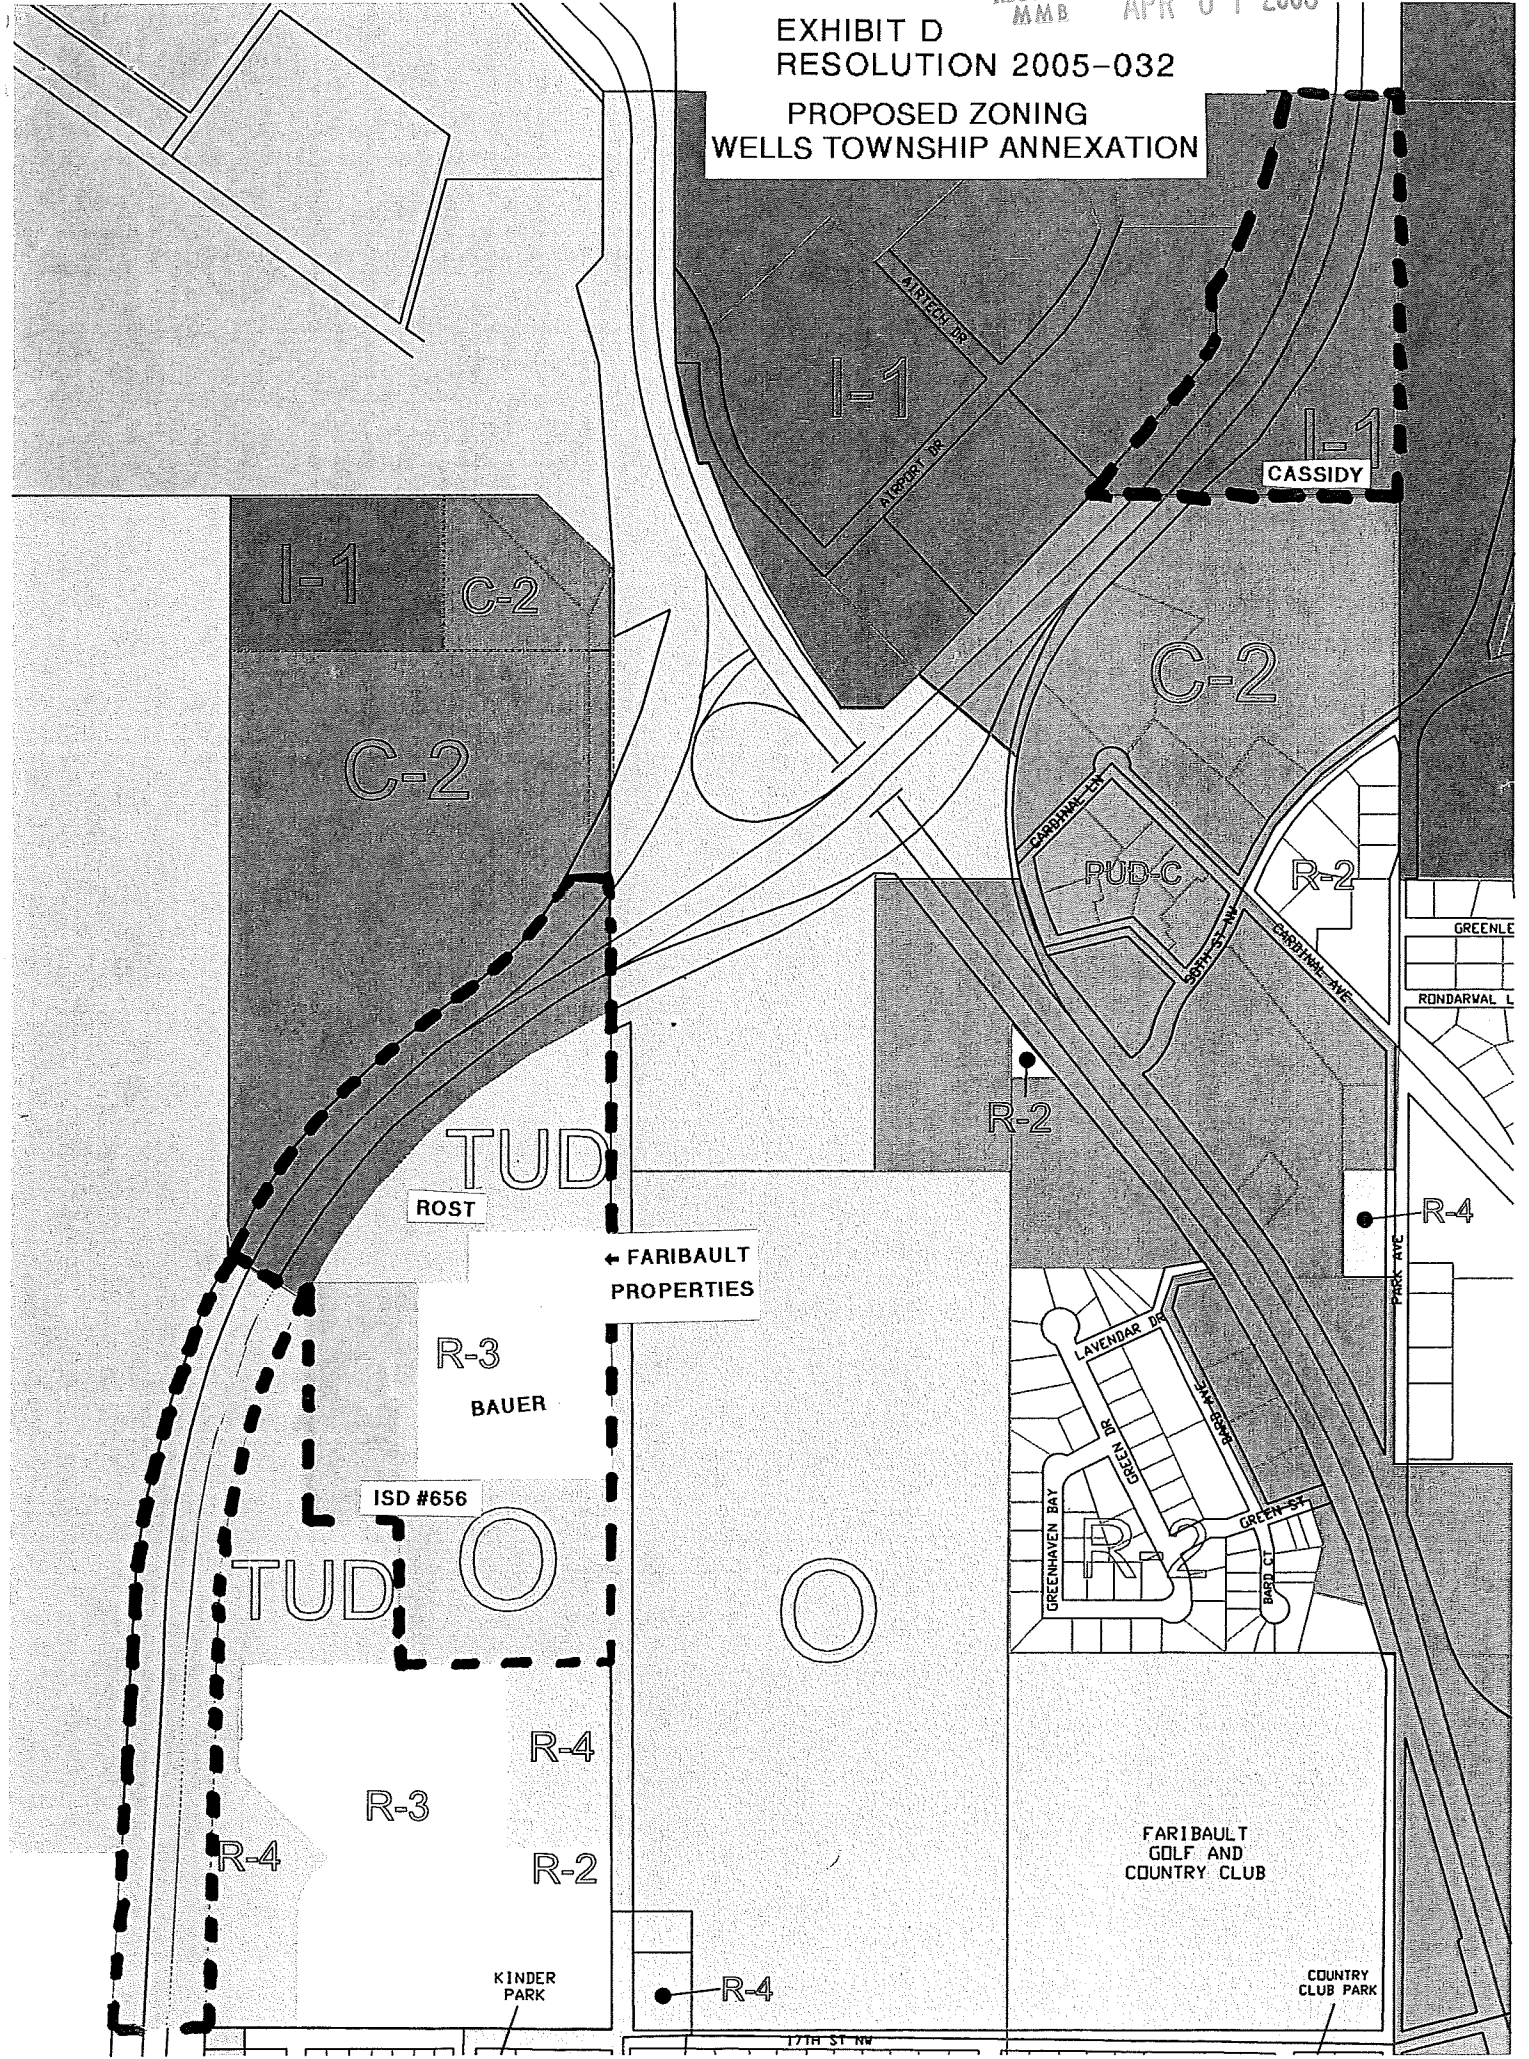 MMB
APR 0 1 2005
EXHIBIT D
RESOLUTION 2005-032
PROPOSED ZONING
WELLS TOWNSHIP ANNEXATION
AIRTECH DR
I-1
AIRPORT DR
I-1
CASSIDY
I-1
C-2
C-2
C-2
CARDINAL LN
PUD-C
R-2
30TH ST NW
CARDINAL AVE
GREENLE
RONDARWAL L
R-2
TUD
ROST
R-4
PARK AVE
← FARIBAULT
PROPERTIES
R-3
BAUER
LAVENDAR DR
BARD AVE
GREEN DR
ISD #656
O
TUD
O
GREENHAVEN BAY
R-2
GREEN ST
BARD CT
R-4
R-3
R-4
R-2
FARIBAULT
GOLF AND
COUNTRY CLUB
KINDER
PARK
R-4
COUNTRY
CLUB PARK
17TH ST NW